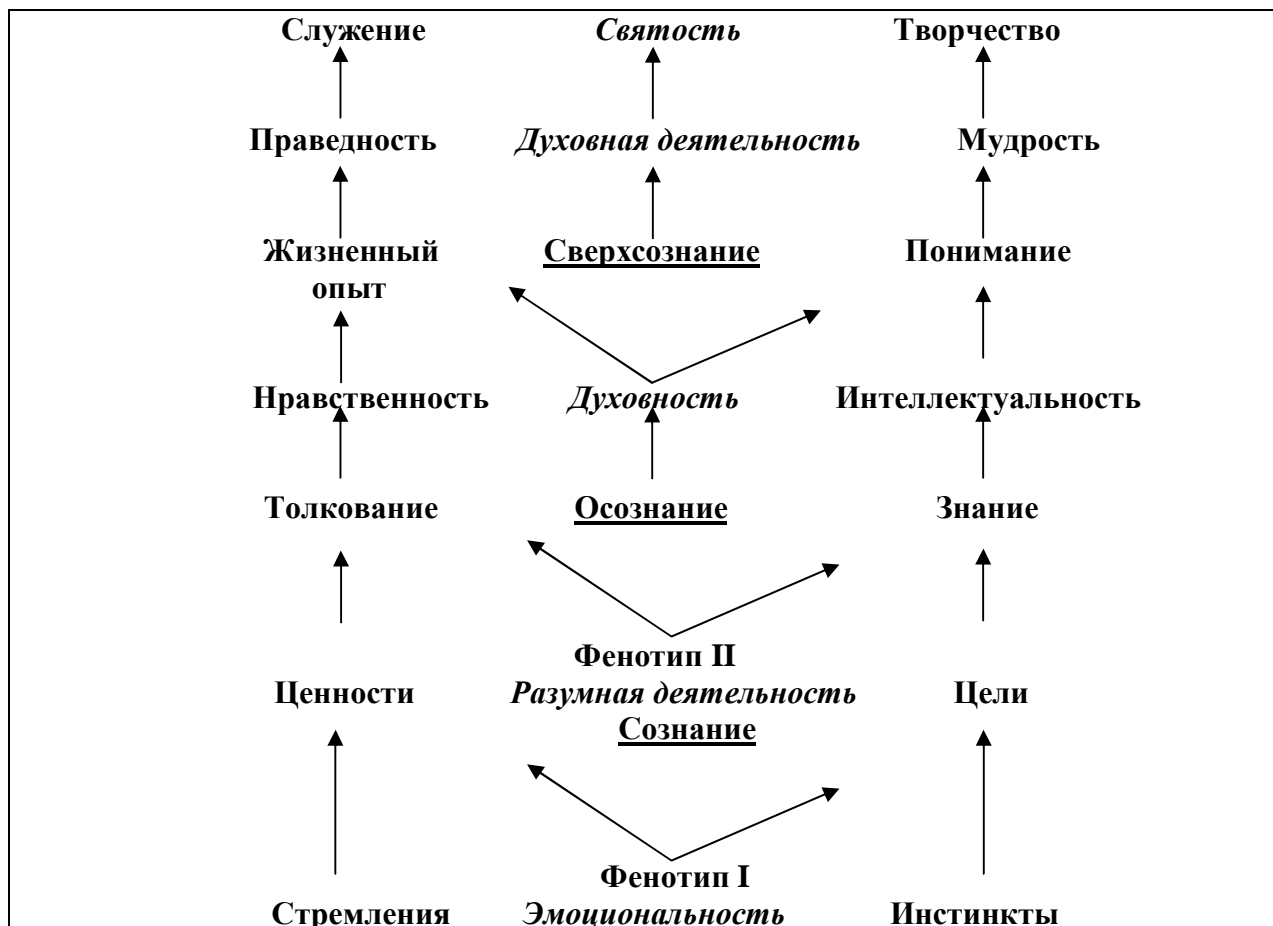 Служение Святость Творчество
Праведность Духовная деятельность Мудрость
Жизненный Сверхсознание Понимание
опыт
Нравственность Духовность Интеллектуальность
Толкование Осознание Знание
Фенотип II
Ценности Разумная деятельность Цели
Сознание
Фенотип I
Стремления Эмоциональность Инстинкты